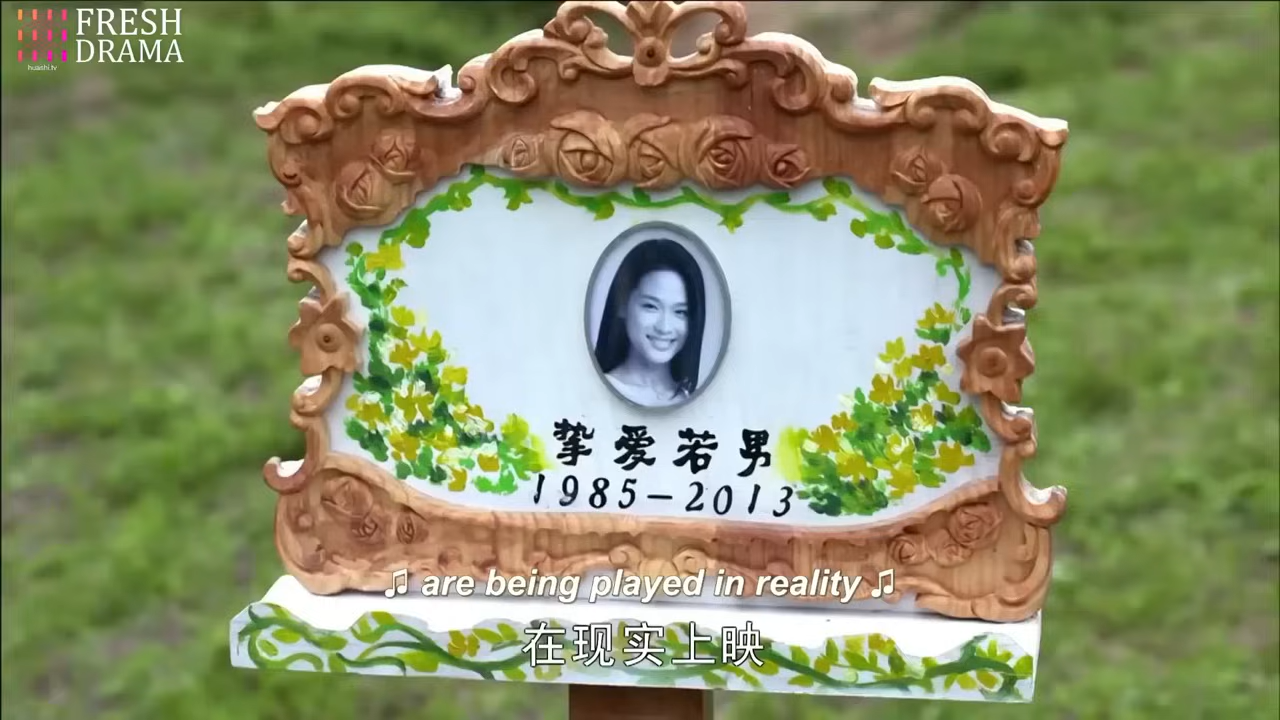 FRESH
DRAMA
huashi.tv
挚爱若男
1985-2013
♫ are being played in reality ♫
在现实上映